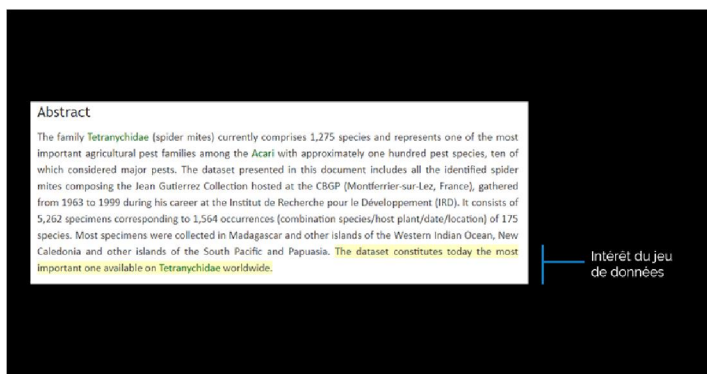 Abstract
The family Tetranychidae (spider mites) currently comprises 1,275 species and represents one of the most
important agricultural pest families among the Acari with approximately one hundred pest species, ten of
which considered major pests. The dataset presented in this document includes all the identified spider
mites composing the Jean Gutierrez Collection hosted at the CBGP (Montferrier-sur-Lez, France), gathered
from 1963 to 1999 during his career at the Institut de Recherche pour le Développement (IRD). It consists of
5,262 specimens corresponding to 1,564 occurrences (combination species/host plant/date/location) of 175
species. Most specimens were collected in Madagascar and other islands of the Western Indian Ocean, New
Caledonia and other islands of the South Pacific and Papuasia. The dataset constitutes today the most
important one available on Tetranychidae worldwide.
Intérêt du jeu
de données